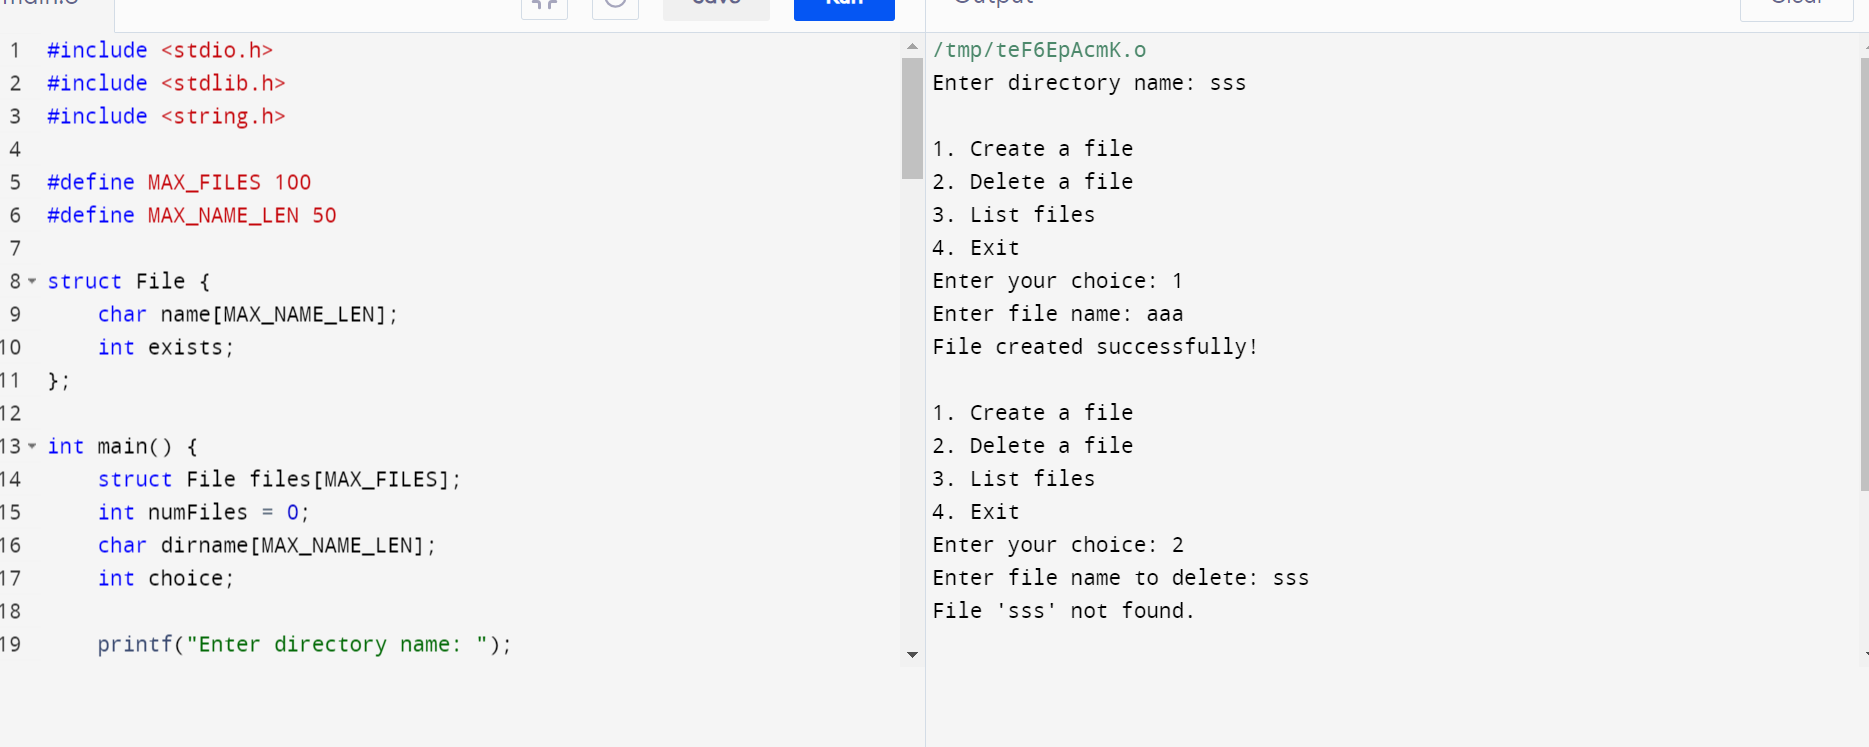 main.c
Save
Run
Output
Clear
1 #include <stdio.h>
2 #include <stdlib.h>
3 #include <string.h>
4
5 #define MAX_FILES 100
6 #define MAX_NAME_LEN 50
7
8 struct File {
9 char name[MAX_NAME_LEN];
10 int exists;
11 };
12
13 int main() {
14 struct File files[MAX_FILES];
15 int numFiles = 0;
16 char dirname[MAX_NAME_LEN];
17 int choice;
18
19 printf("Enter directory name: ");
/tmp/teF6EpAcmK.o
Enter directory name: sss
1. Create a file
2. Delete a file
3. List files
4. Exit
Enter your choice: 1
Enter file name: aaa
File created successfully!
1. Create a file
2. Delete a file
3. List files
4. Exit
Enter your choice: 2
Enter file name to delete: sss
File 'sss' not found.